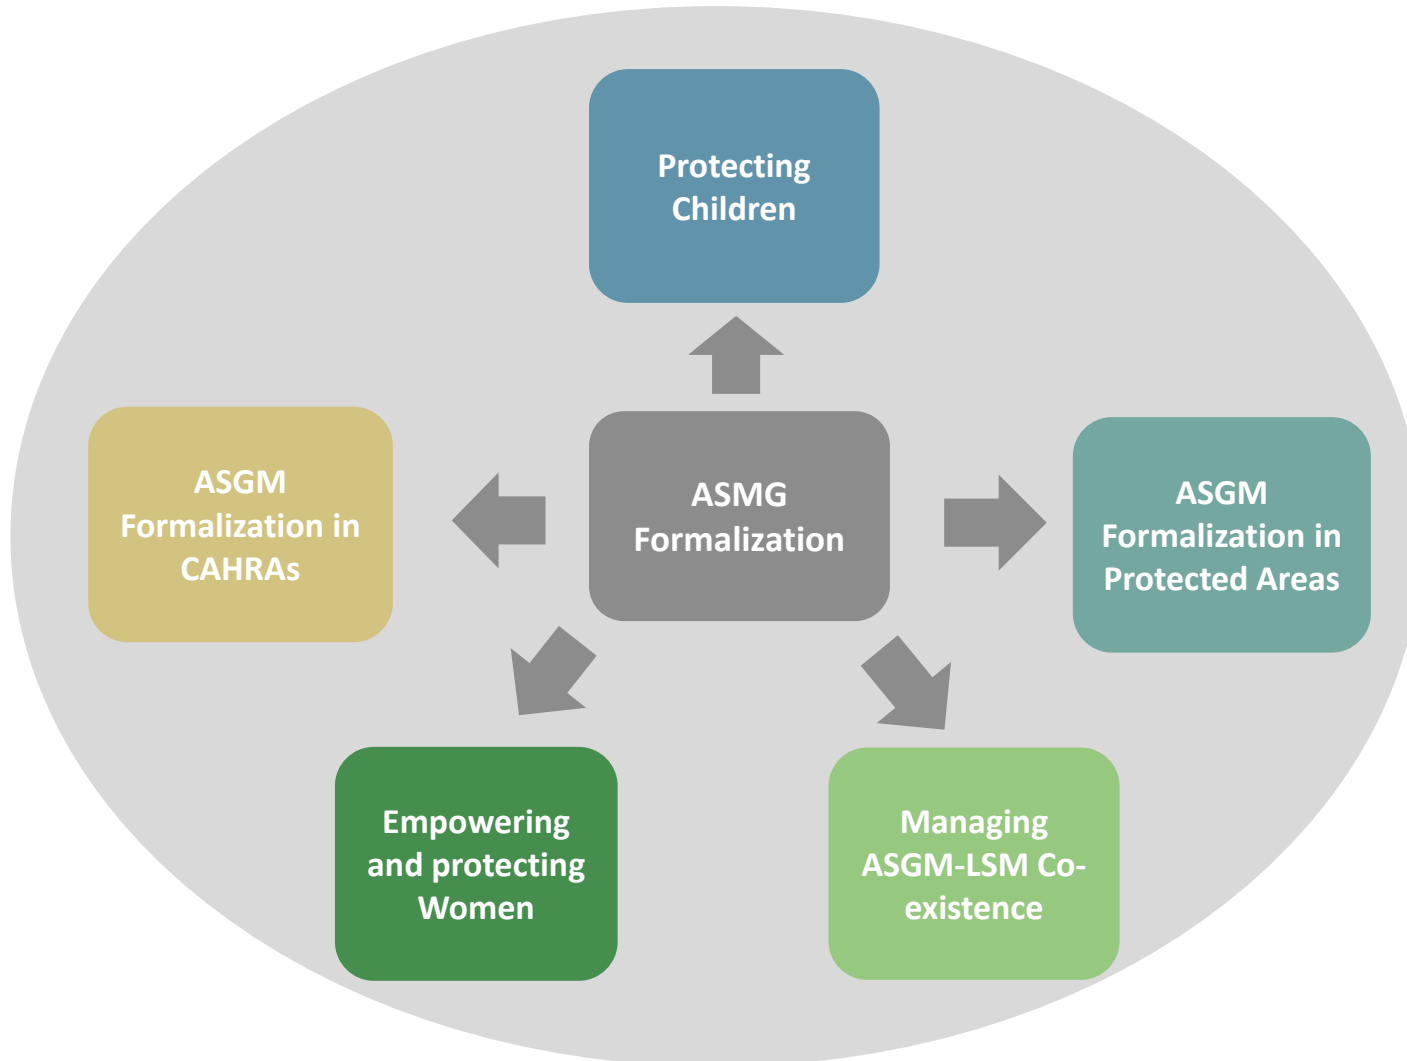 Protecting
Children
ASGM
Formalization in
CAHRAs
ASMG
Formalization
ASGM
Formalization in
Protected Areas
Empowering
and protecting
Women
Managing
ASGM-LSM Co-
existence